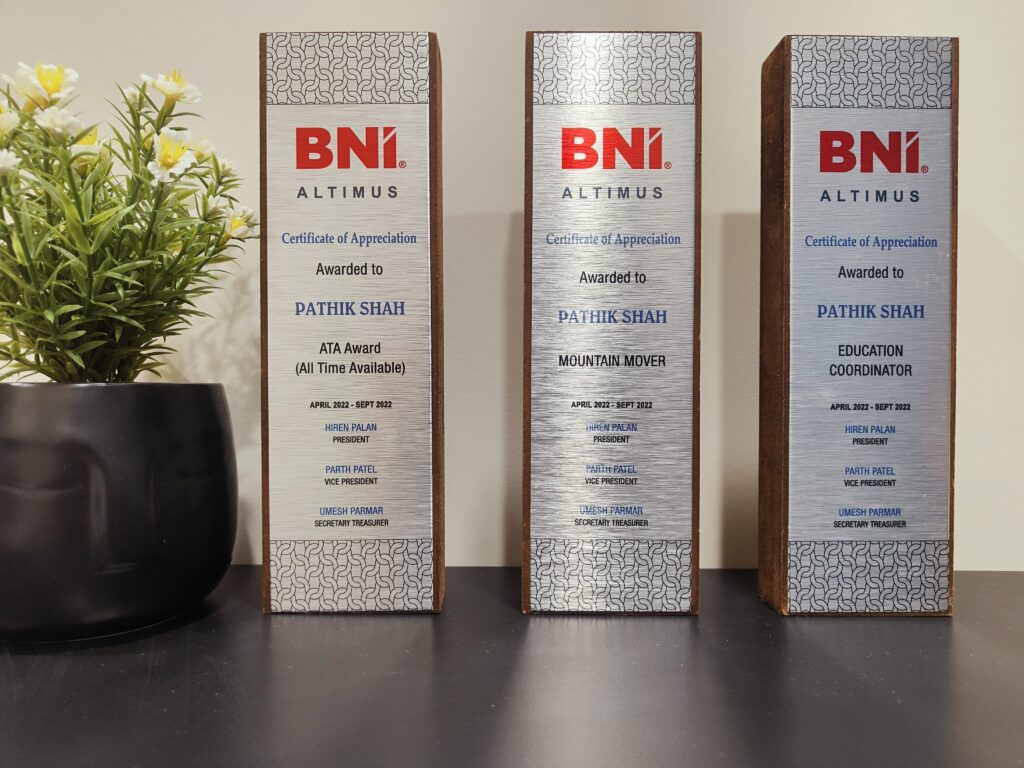 BNI®
ALTIMUS
Certificate of Appreciation
Awarded to
PATHIK SHAH
ATA Award
(All Time Available)
APRIL 2022 - SEPT 2022
HIREN PALAN
PRESIDENT
PARTH PATEL
VICE PRESIDENT
UMESH PARMAR
SECRETARY TREASURER
BNI®
ALTIMUS
Certificate of Appreciation
Awarded to
PATHIK SHAH
MOUNTAIN MOVER
APRIL 2022 - SEPT 2022
HIREN PALAN
PRESIDENT
PARTH PATEL
VICE PRESIDENT
UMESH PARMAR
SECRETARY TREASURER
BNI®
ALTIMUS
Certificate of Appreciation
Awarded to
PATHIK SHAH
EDUCATION
COORDINATOR
APRIL 2022 - SEPT 2022
HIREN PALAN
PRESIDENT
PARTH PATEL
VICE PRESIDENT
UMESH PARMAR
SECRETARY TREASURER